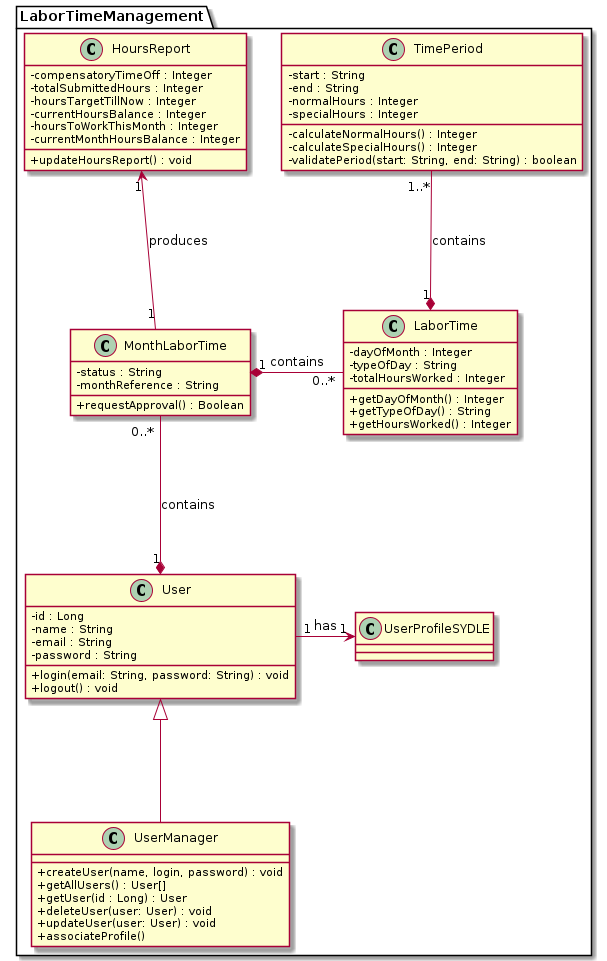 LaborTimeManagement
C HoursReport
-compensatoryTimeOff : Integer
-totalSubmittedHours : Integer
-hoursTargetTillNow : Integer
-currentHoursBalance : Integer
-hoursToWorkThisMonth : Integer
-currentMonthHoursBalance : Integer
+updateHoursReport() : void
C TimePeriod
-start : String
-end : String
-normalHours : Integer
-specialHours : Integer
-calculateNormalHours() : Integer
-calculateSpecialHours() : Integer
-validatePeriod(start: String, end: String) : boolean
1
1..*
produces
contains
1
1
C MonthLaborTime
-status : String
-monthReference : String
+requestApproval() : Boolean
1 contains
0..*
C LaborTime
-dayOfMonth : Integer
-typeOfDay : String
-totalHoursWorked : Integer
+getDayOfMonth() : Integer
+getTypeOfDay() : String
+getHoursWorked() : Integer
0..*
contains
1
C User
-id : Long
-name : String
-email : String
-password : String
+login(email: String, password: String) : void
+logout() : void
1 has 1
C UserProfileSYDLE
C UserManager
+createUser(name, login, password) : void
+getAllUsers() : User[]
+getUser(id : Long) : User
+deleteUser(user: User) : void
+updateUser(user: User) : void
+associateProfile()